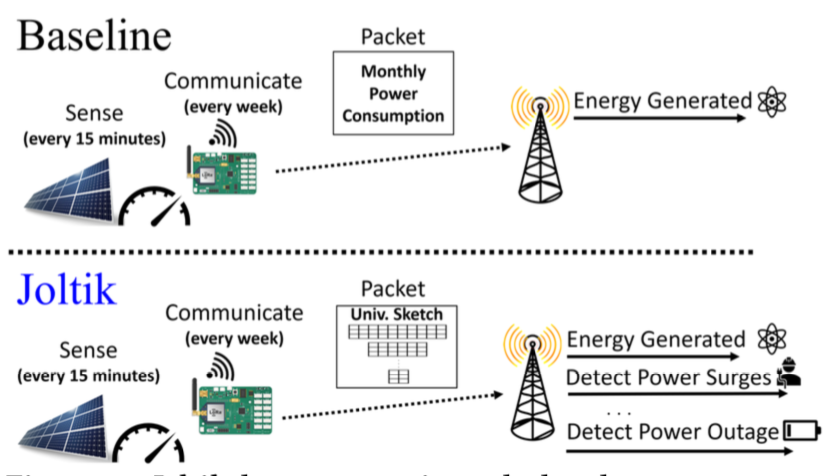 Baseline
Packet
Communicate
(every week)
Sense
(every 15 minutes)
Monthly
Power
Consumption
Energy Generated
Joltik
Packet
Communicate
(every week)
Sense
(every 15 minutes)
Univ. Sketch
Energy Generated
Detect Power Surges
...
Detect Power Outage